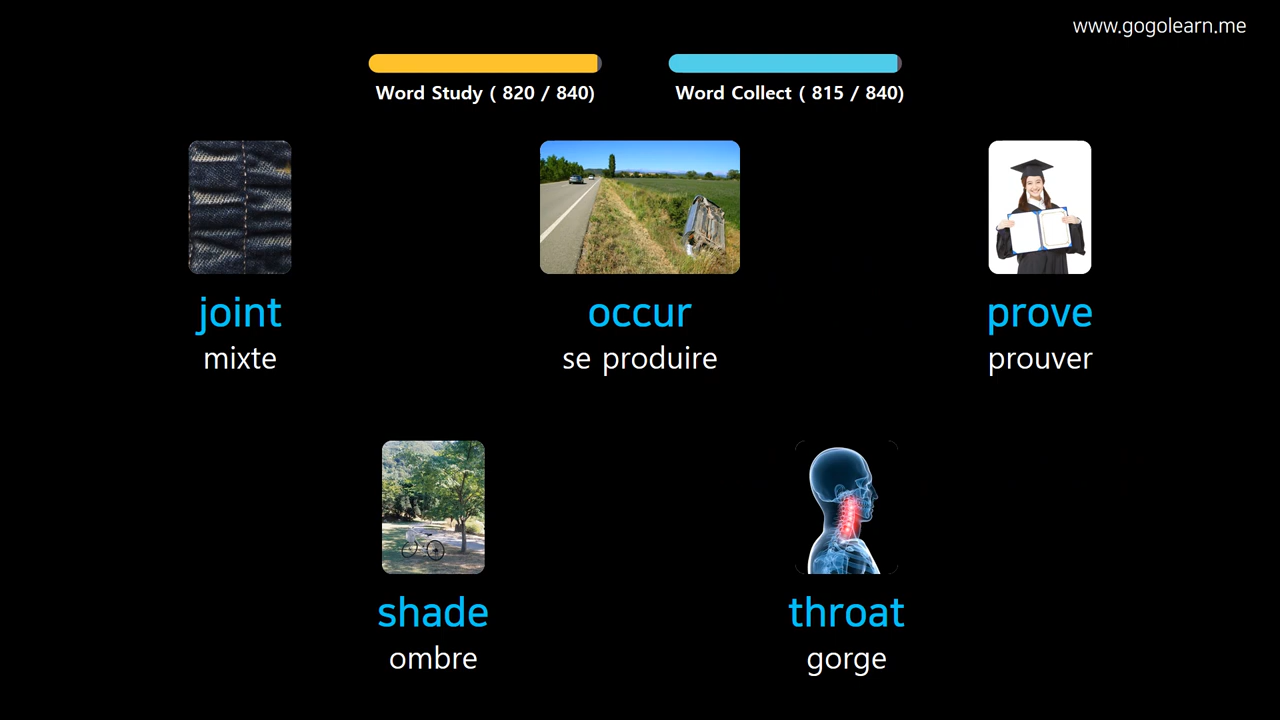 www.gogolearn.me
Word Study ( 820 / 840)
Word Collect ( 815 / 840)
joint
mixte
occur
se produire
prove
prouver
shade
ombre
throat
gorge